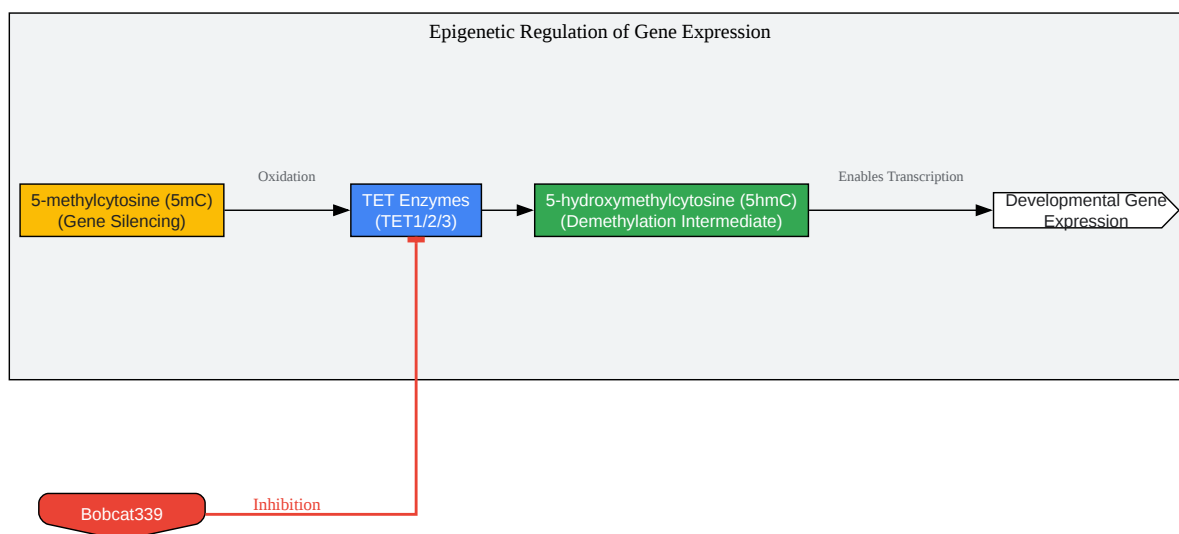 Epigenetic Regulation of Gene Expression
Oxidation
Enables Transcription
5-methylcytosine (5mC)
(Gene Silencing)
TET Enzymes
(TET1/2/3)
5-hydroxymethylcytosine (5hmC)
(Demethylation Intermediate)
Developmental Gene
Expression
Inhibition
Bobcat339